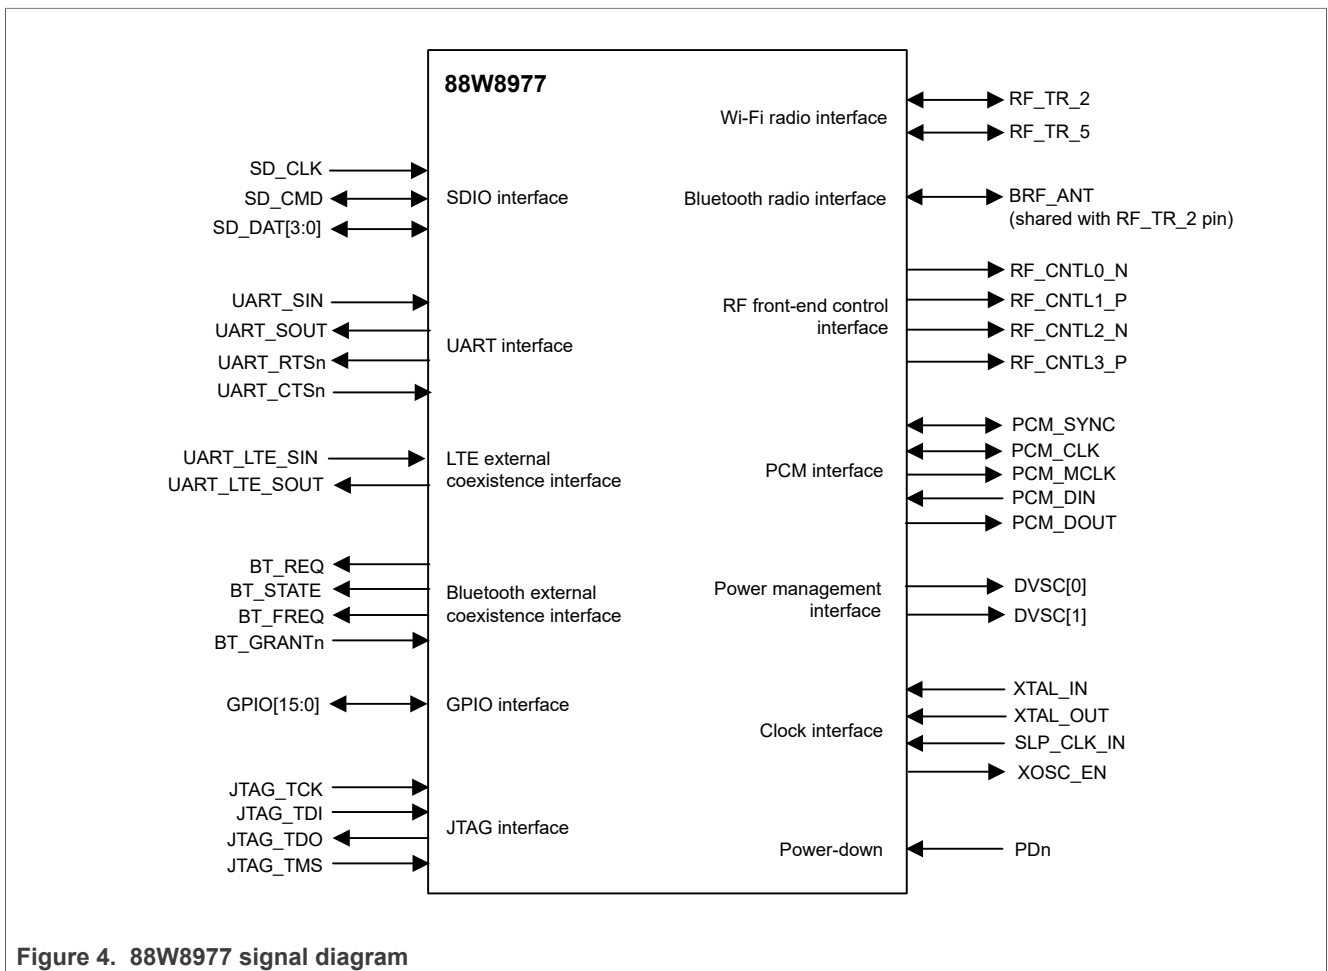 88W8977
SD_CLK
SD_CMD
SD_DAT[3:0]
SDIO interface
UART_SIN
UART_SOUT
UART_RTSn
UART_CTSn
UART interface
UART_LTE_SIN
UART_LTE_SOUT
LTE external
coexistence interface
BT_REQ
BT_STATE
BT_FREQ
BT_GRANTn
Bluetooth external
coexistence interface
GPIO[15:0]
GPIO interface
JTAG_TCK
JTAG_TDI
JTAG_TDO
JTAG_TMS
JTAG interface
Wi-Fi radio interface
RF_TR_2
RF_TR_5
Bluetooth radio interface
BRF_ANT
(shared with RF_TR_2 pin)
RF front-end control
interface
RF_CNTL0_N
RF_CNTL1_P
RF_CNTL2_N
RF_CNTL3_P
PCM interface
PCM_SYNC
PCM_CLK
PCM_MCLK
PCM_DIN
PCM_DOUT
Power management
interface
DVSC[0]
DVSC[1]
Clock interface
XTAL_IN
XTAL_OUT
SLP_CLK_IN
XOSC_EN
Power-down
PDn
Figure 4. 88W8977 signal diagram